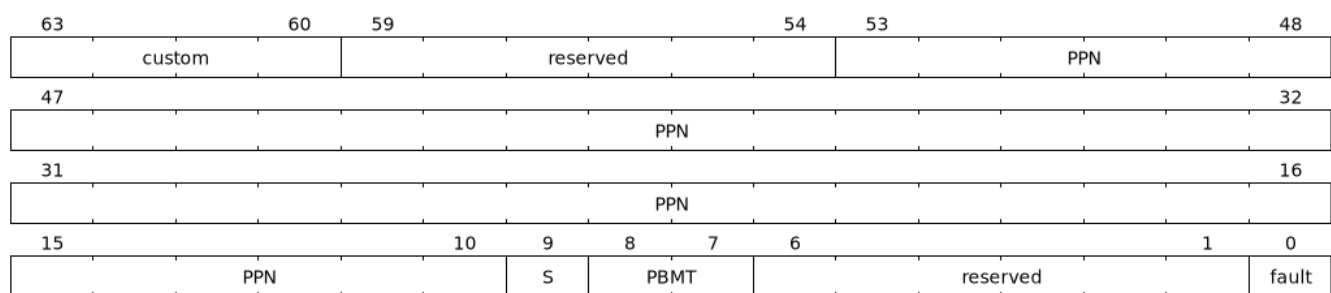 63 60 59 54 53 48
custom reserved PPN
47 32
PPN
31 16
PPN
15 10 9 8 7 6 1 0
PPN S PBMT reserved fault